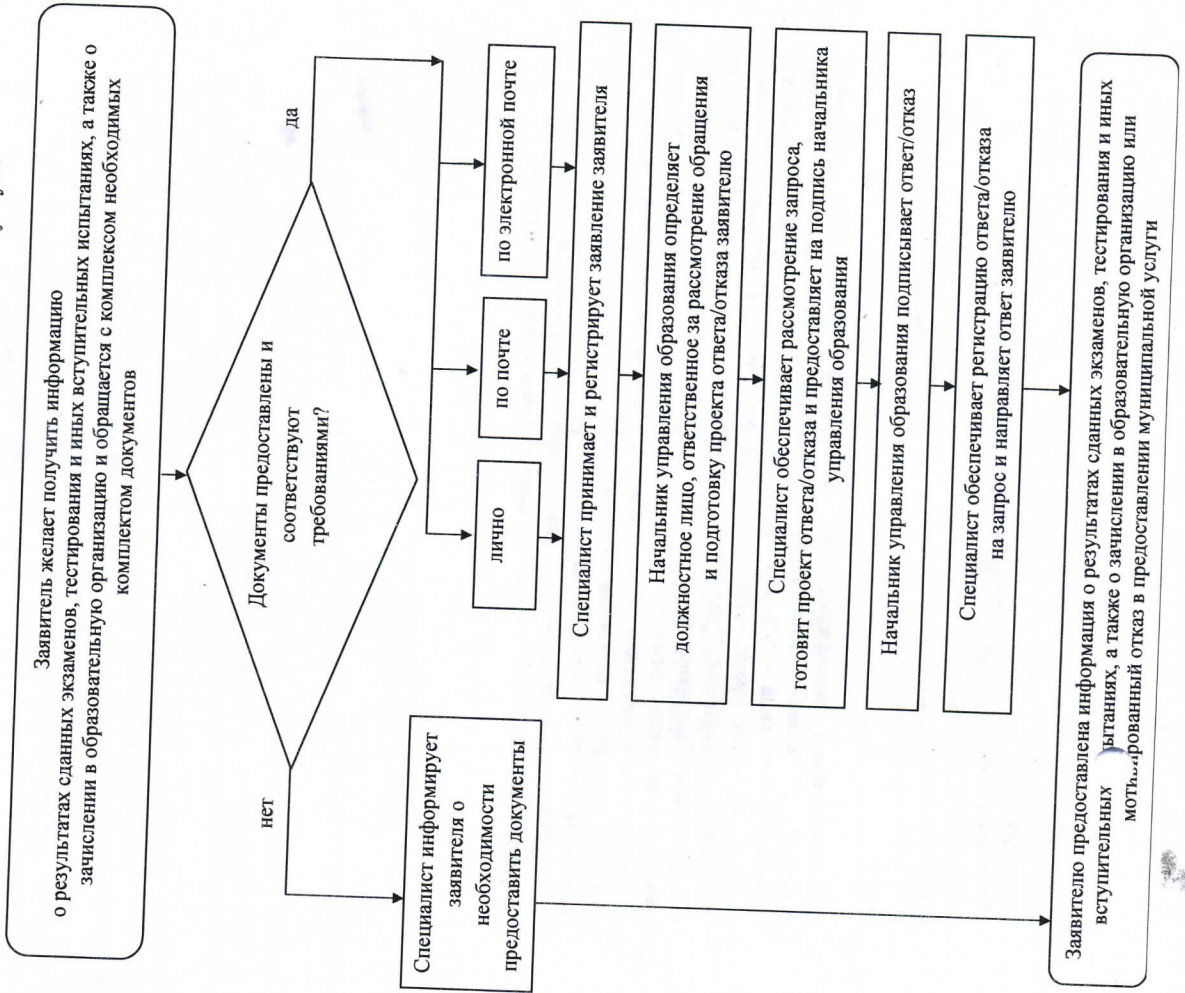 Заявитель желает получить информацию
о результатах сданных экзаменов, тестирования и иных вступительных испытаниях, а также о
зачислении в образовательную организацию и обращается с комплексом необходимых
комплектом документов
Документы предоставлены и
соответствуют
требованиями?
нет
да
Специалист информирует
заявителя о
необходимости
предоставить документы
лично
по почте
по электронной почте
Специалист принимает и регистрирует заявление заявителя
Начальник управления образования определяет
должностное лицо, ответственное за рассмотрение обращения
и подготовку проекта ответа/отказа заявителю
Специалист обеспечивает рассмотрение запроса,
готовит проект ответа/отказа и предоставляет на подпись начальника
управления образования
Начальник управления образования подписывает ответ/отказ
Специалист обеспечивает регистрацию ответа/отказа
на запрос и направляет ответ заявителю
Заявителю предоставлена информация о результатах сданных экзаменов, тестирования и иных
вступительных ытаниях, а также о зачислении в образовательную организацию или
мотивированный отказ в предоставлении муниципальной услуги